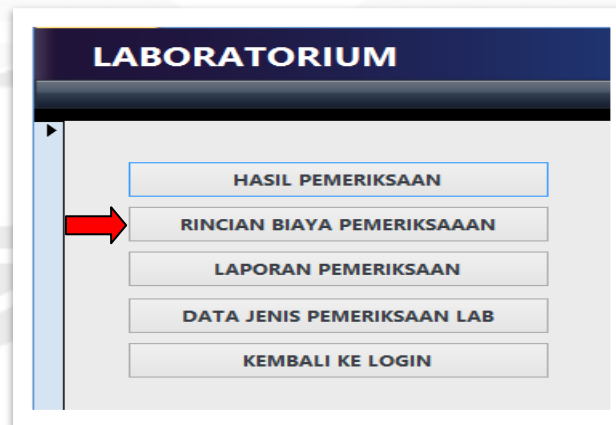 LABORATORIUM
HASIL PEMERIKSAAN
RINCIAN BIAYA PEMERIKSAAAN
LAPORAN PEMERIKSAAN
DATA JENIS PEMERIKSAAN LAB
KEMBALI KE LOGIN